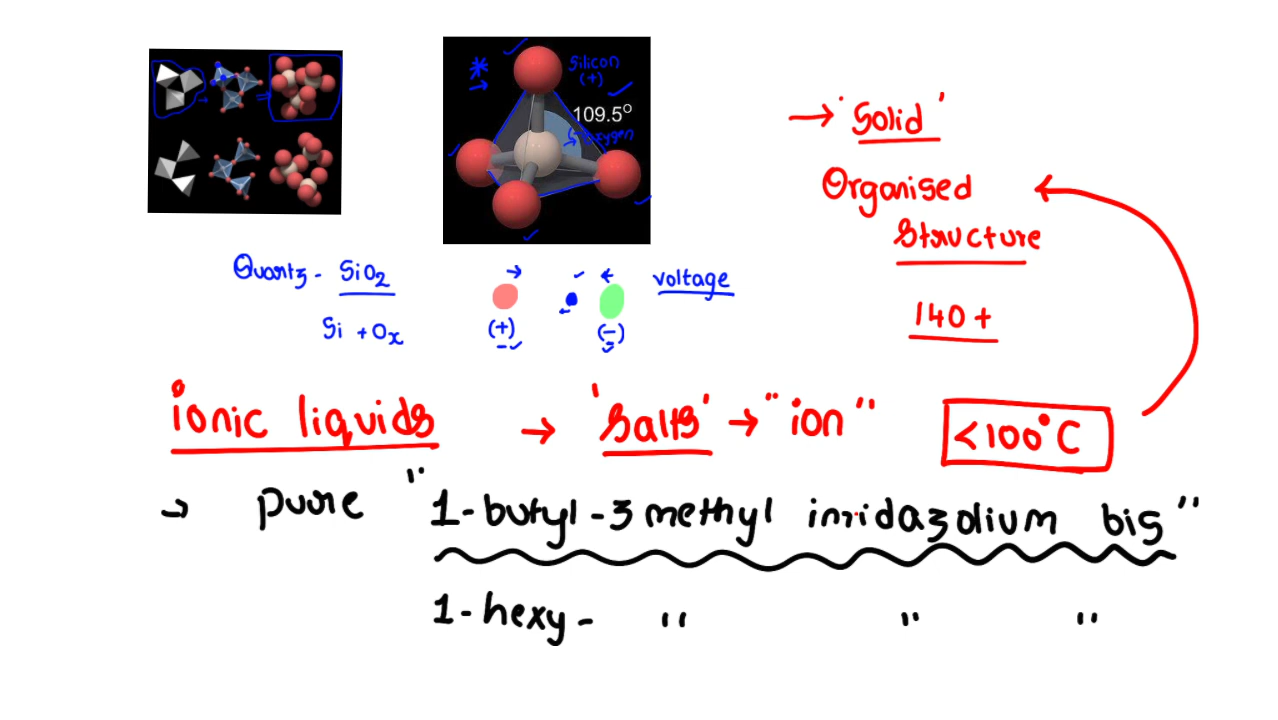 Silicon
(+)
109.5°
Oxygen
→ 'Solid'
Organised
Structure
140+
Quartz - SiO2
Si + Ox
voltage
(+) (-)
ionic liquids → 'salts' → "ion" <100°C
→ pure "1-butyl-3 methyl imidazolium bis"
1-hexy- " " "